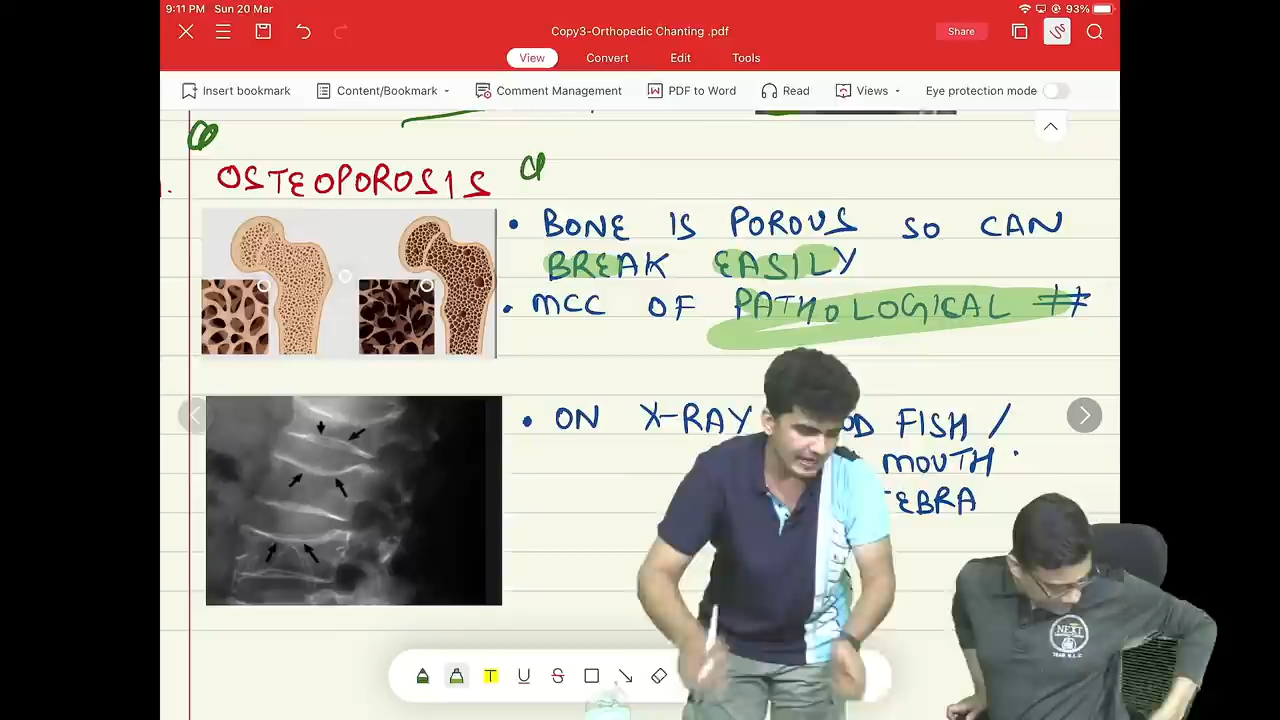 9:11 PM Sun 20 Mar 93%
Copy3-Orthopedic Chanting .pdf
Share
View Convert Edit Tools
Insert bookmark Content/Bookmark Comment Management PDF to Word Read Views Eye protection mode
OSTEOPOROSIS
• BONE IS POROUS SO CAN
BREAK EASILY
• MCC OF PATHOLOGICAL #
• ON X-RAY FISH /
MOUTH
T U S
NEXT